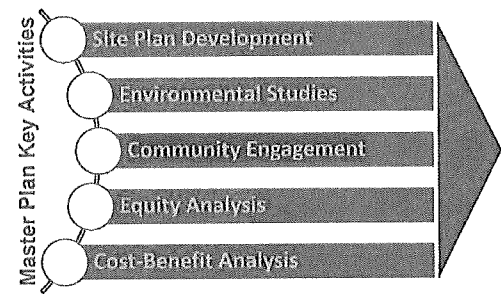 Master Plan Key Activities
Site Plan Development
Environmental Studies
Community Engagement
Equity Analysis
Cost-Benefit Analysis